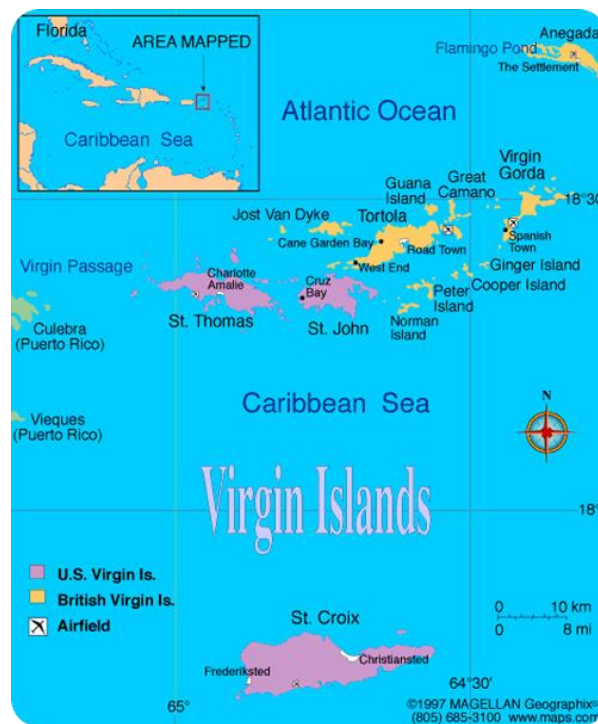 Florida
AREA MAPPED
Caribbean Sea
Anegada
Flamingo Pond
The Settlement
Atlantic Ocean
Virgin
Gorda
Great
Camano
Guana
Island
18°30'
Jost Van Dyke
Tortola
Cane Garden Bay
Road Town
Spanish
Town
West End
Ginger Island
Virgin Passage
Charlotte
Amalie
Cruz
Bay
Cooper Island
Peter
Island
St. Thomas
St. John
Norman
Island
Culebra
(Puerto Rico)
Caribbean Sea
N
Vieques
(Puerto Rico)
Virgin Islands
18°
U.S. Virgin Is.
British Virgin Is.
Airfield
0 10 km
0 8 mi
St. Croix
Frederiksted
Christiansted
65°
64°30'
©1997 MAGELLAN Geographix℠
(805) 685-3100 www.maps.com